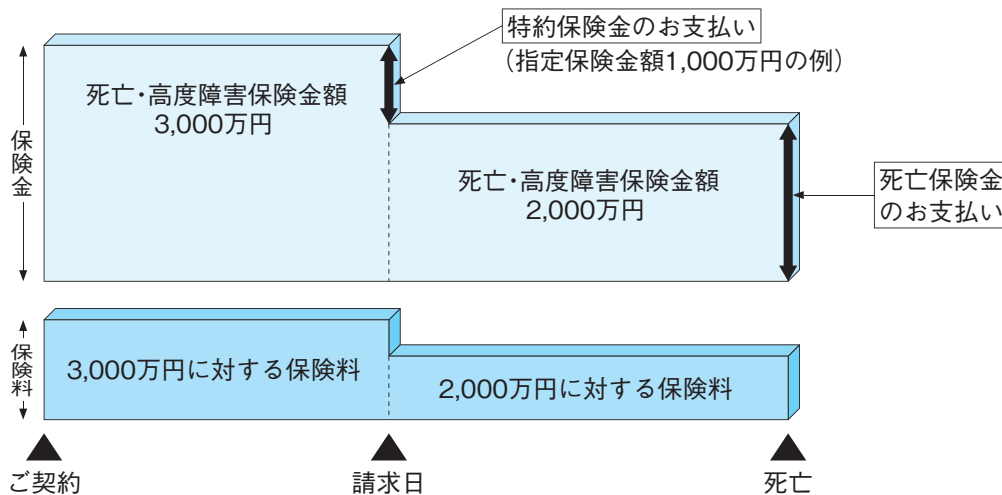 特約保険金のお支払い
（指定保険金額1,000万円の例）
死亡・高度障害保険金額
3,000万円
保険金
死亡・高度障害保険金額
2,000万円
死亡保険金
のお支払い
保険料
3,000万円に対する保険料
2,000万円に対する保険料
ご契約
請求日
死亡